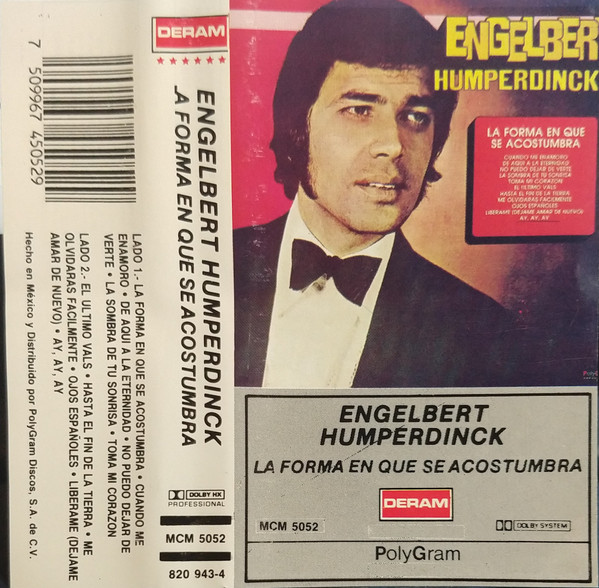 7 509967 450529
DERAM
ENGELBERT HUMPERDINCK
.A FORMA EN QUE SE ACOSTUMBRA
LADO 1.- LA FORMA EN QUE SE ACOSTUMBRA • CUANDO ME
ENAMORO • DE AQUI A LA ETERNIDAD • NO PUEDO DEJAR DE
VERTE • LA SOMBRA DE TU SONRISA • TOMA MI CORAZON
LADO 2.- EL ULTIMO VALS • HASTA EL FIN DE LA TIERRA • ME
OLVIDARAS FACILMENTE • OJOS ESPAÑOLES • LIBERAME (DEJAME
AMAR DE NUEVO) • AY, AY, AY
Hecho en México y Distribuido por PolyGram Discos, S.A. de C.V.
DOLBY HX
PROFESSIONAL
MCM 5052
820 943-4
ENGELBER
HUMPERDINCK
LA FORMA EN QUE
SE ACOSTUMBRA
CUANDO ME ENAMORO
DE AQUI A LA ETERNIDAD
NO PUEDO DEJAR DE VERTE
LA SOMBRA DE TU SONRISA
TOMA MI CORAZON
EL ULTIMO VALS
HASTA EL FIN DE LA TIERRA
ME OLVIDARAS FACILMENTE
OJOS ESPAÑOLES
LIBERAME (DEJAME AMAR DE NUEVO)
AY, AY, AY
ENGELBERT
HUMPERDINCK
LA FORMA EN QUE SE ACOSTUMBRA
DERAM
MCM 5052
DOLBY SYSTEM
PolyGram